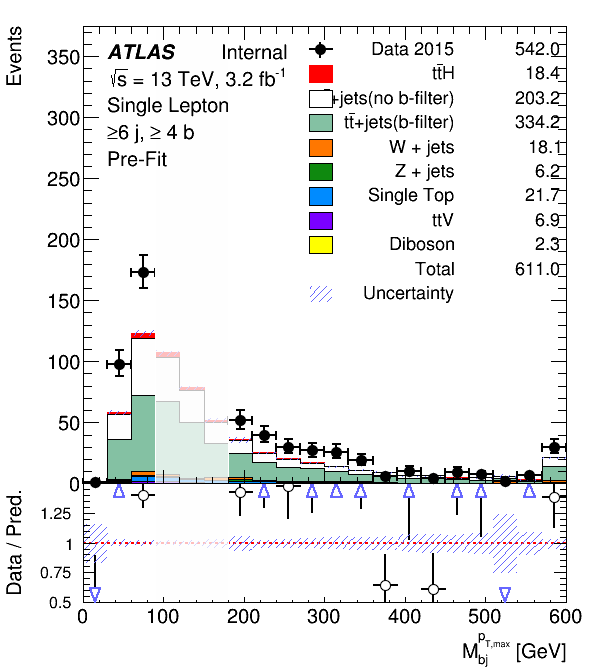 ATLAS Internal
√s = 13 TeV, 3.2 fb⁻¹
Single Lepton
≥6 j, ≥ 4 b
Pre-Fit
Data 2015 542.0
tt̄H 18.4
+jets(no b-filter) 203.2
tt̄+jets(b-filter) 334.2
W + jets 18.1
Z + jets 6.2
Single Top 21.7
ttV 6.9
Diboson 2.3
Total 611.0
Uncertainty
Events
350
300
250
200
150
100
50
0
Data / Pred.
1.25
1
0.75
0.5
0 100 200 300 400 500 600
M_bj^{p_T,max} [GeV]